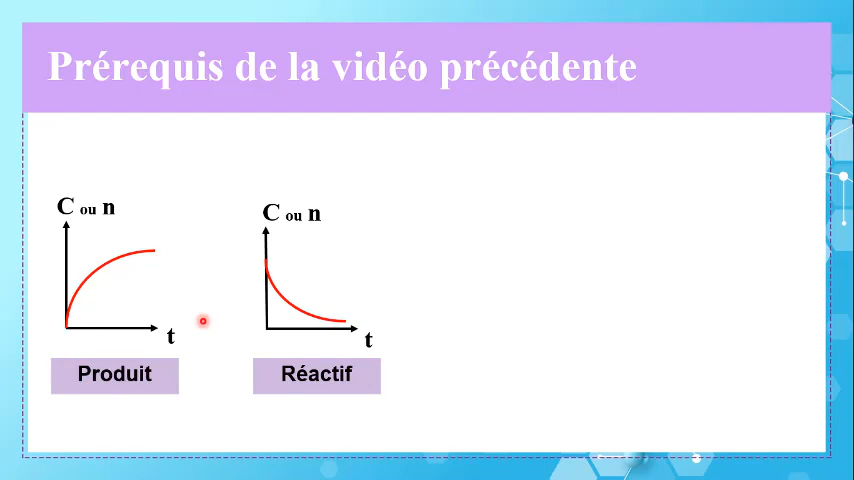 Prérequis de la vidéo précédente
C ou n
t
Produit
C ou n
t
Réactif